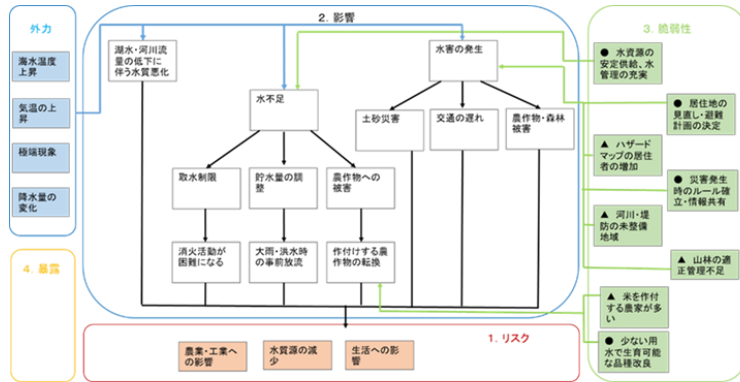 外力
海水温度
上昇
気温の上
昇
極端現象
降水量の
変化
4. 暴露
2. 影響
湖水・河川流
量の低下に
伴う水質悪化
水不足
取水制限
貯水量の調
整
農作物への
被害
消火活動が
困難になる
大雨・洪水時
の事前放流
作付けする農
作物の転換
水害の発生
土砂災害
交通の遅れ
農作物・森林
被害
1. リスク
農業・工業へ
の影響
水質源の減
少
生活への影
響
3. 脆弱性
● 水資源の
安定供給、水
管理の充実
● 居住地の
見直し・避難
計画の決定
▲ ハザード
マップの居住
者の増加
● 災害発生
時のルール確
立・情報共有
▲ 河川・堤
防の未整備
地域
▲ 山林の適
正管理不足
▲ 米を作付
する農家が多
い
● 少ない用
水で生育可能
な品種改良